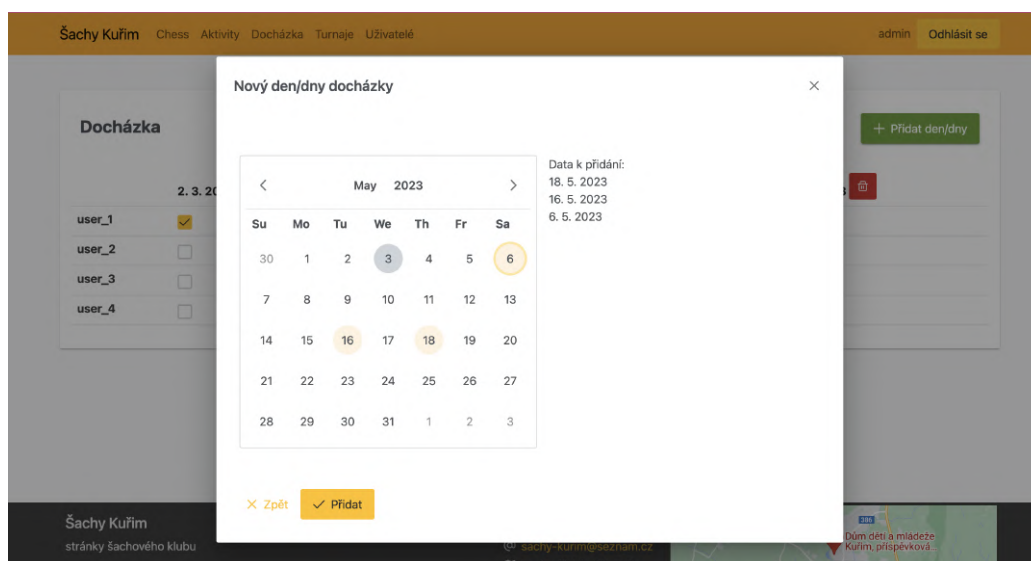 Šachy Kuřim Chess Aktivity Docházka Turnaje Uživatelé admin Odhlásit se
Nový den/dny docházky
Docházka
+ Přidat den/dny
Data k přidání:
18. 5. 2023
16. 5. 2023
6. 5. 2023
May 2023
2. 3. 20
Su Mo Tu We Th Fr Sa
30 1 2 3 4 5 6
7 8 9 10 11 12 13
14 15 16 17 18 19 20
21 22 23 24 25 26 27
28 29 30 31 1 2 3
user_1
user_2
user_3
user_4
Zpět
Přidat
Šachy Kuřim
stránky šachového klubu
@ sachy-kurim@seznam.cz
386
Dům dětí a mládeže
Kuřim, příspěvková